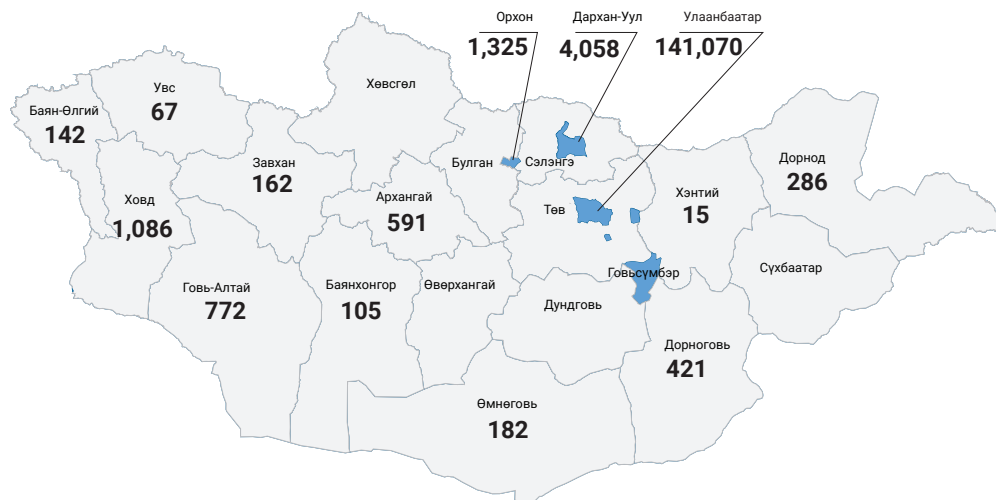 Орхон
1,325
Дархан-Уул
4,058
Улаанбаатар
141,070
Увс
67
Баян-Өлгий
142
Хөвсгөл
Завхан
162
Булган
Сэлэнгэ
Дорнод
286
Ховд
1,086
Архангай
591
Төв
Хэнтий
15
Говь-Алтай
772
Баянхонгор
105
Өвөрхангай
Говьсүмбэр
Сүхбаатар
Дундговь
Дорноговь
421
Өмнөговь
182